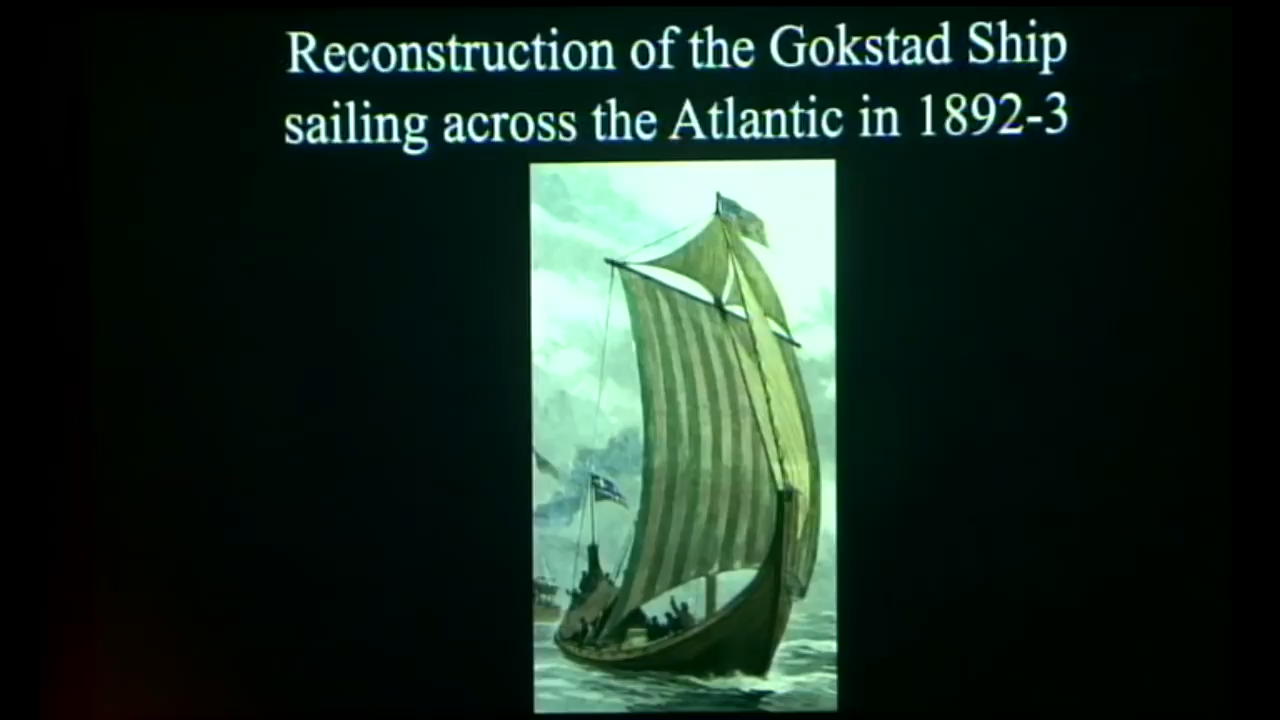 Reconstruction of the Gokstad Ship
sailing across the Atlantic in 1892-3